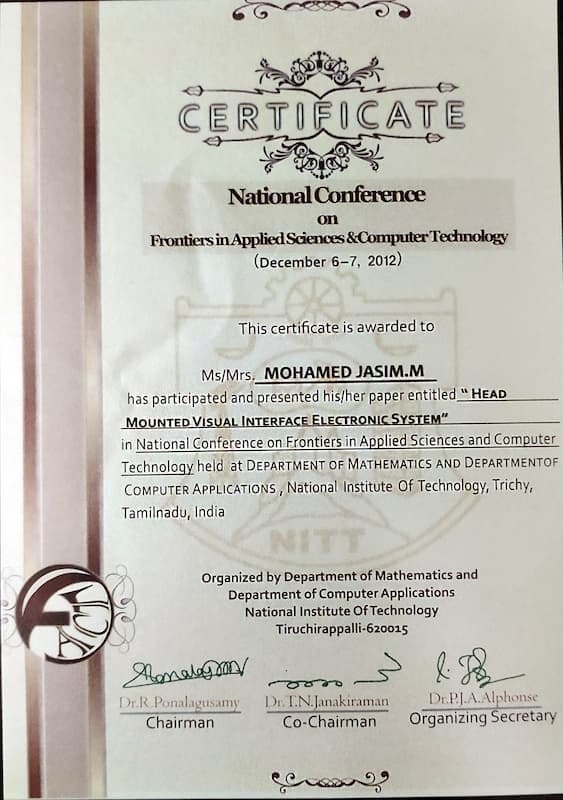 CERTIFICATE
National Conference
on
Frontiers in Applied Sciences &Computer Technology
(December 6–7, 2012)
This certificate is awarded to
Ms/Mrs. MOHAMED JASIM.M
has participated and presented his/her paper entitled “ HEAD
MOUNTED VISUAL INTERFACE ELECTRONIC SYSTEM”
in National Conference on Frontiers in Applied Sciences and Computer
Technology held at DEPARTMENT OF MATHEMATICS AND DEPARTMENTOF
COMPUTER APPLICATIONS , National Institute Of Technology, Trichy,
Tamilnadu, India
NITT
Organized by Department of Mathematics and
Department of Computer Applications
National Institute Of Technology
Tiruchirappalli-620015
Dr.R.Ponalagusamy Dr.T.N.Janakiraman Dr.P.J.A.Alphonse
Chairman Co-Chairman Organizing Secretary